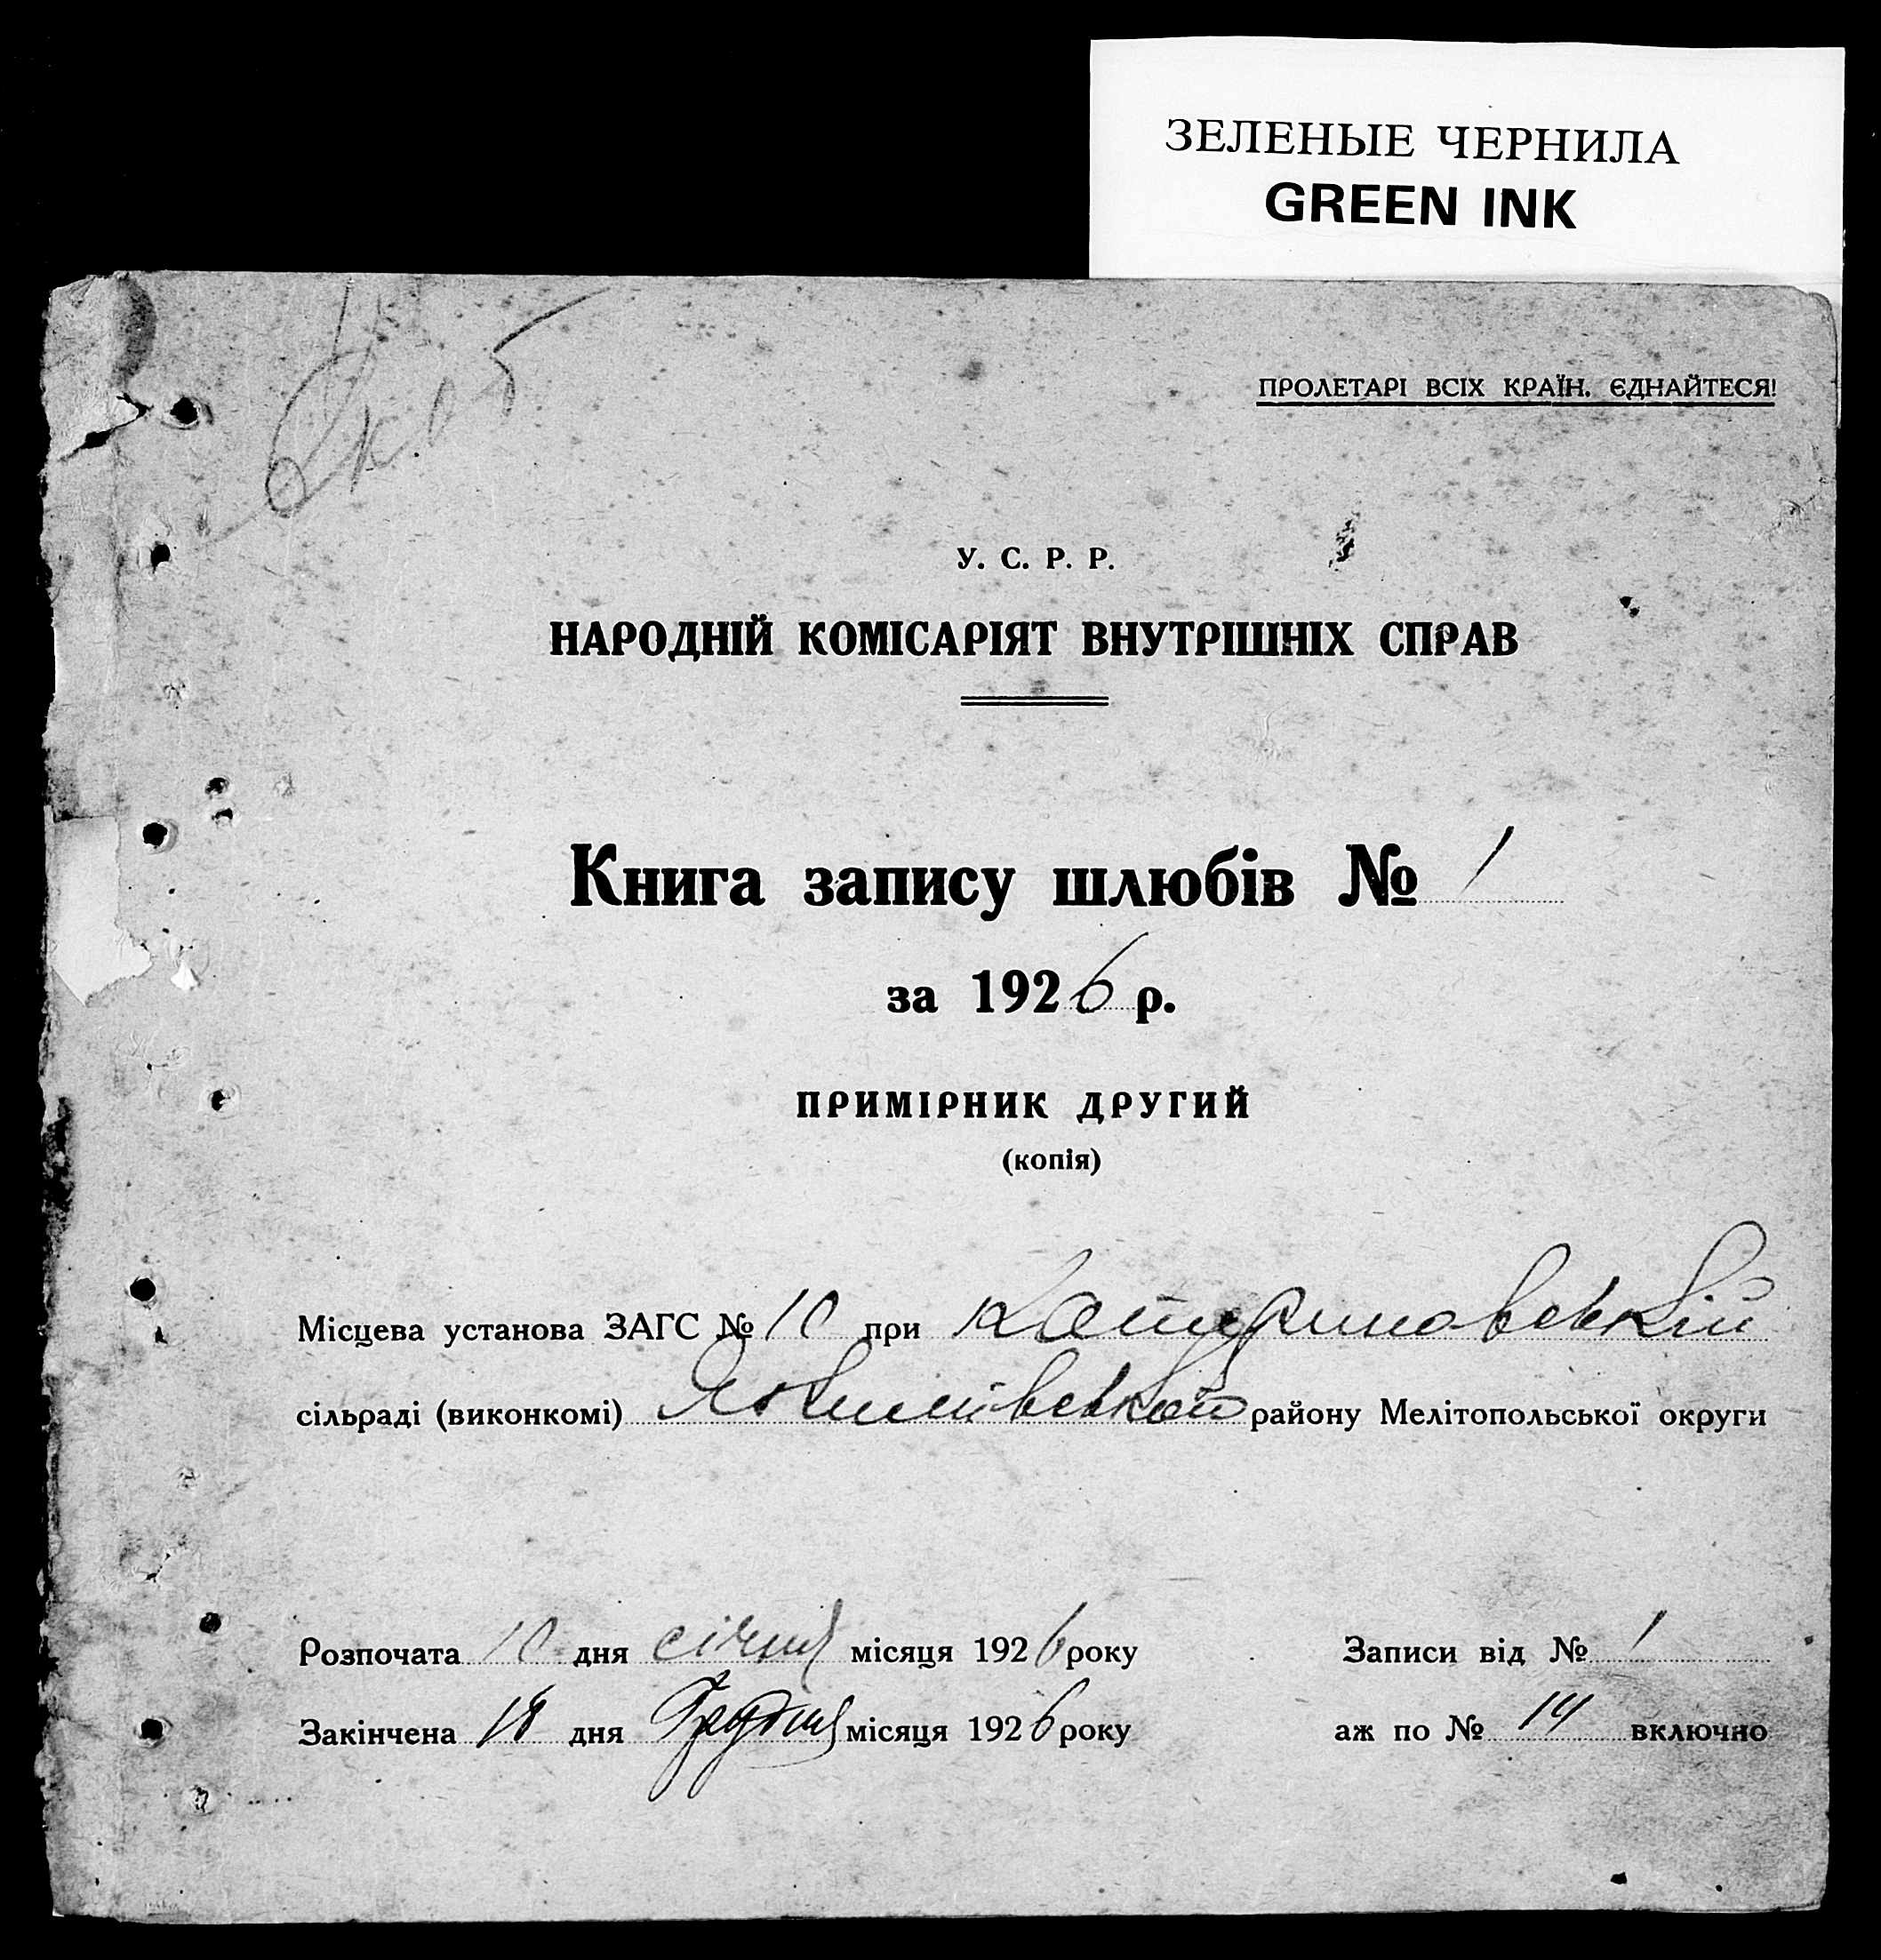 ЗЕЛЕНЫЕ ЧЕРНИЛА
GREEN INK
ПРОЛЕТАРІ ВСІХ КРАЇН, ЄДНАЙТЕСЯ!
У. С. Р. Р.
НАРОДНІЙ КОМІСАРІЯТ ВНУТРІШНІХ СПРАВ
Книга запису шлюбів № 1
за 1926 р.
ПРИМІРНИК ДРУГИЙ
(копія)
Місцева установа ЗАГС № 10 при Катериновській
сільраді (виконкомі) Якимівської району Мелітопольської округи
Розпочата 10 дня січня місяця 1926 року Записи від № 1
Закінчена 18 дня Грудня місяця 1926 року аж по № 14 включно